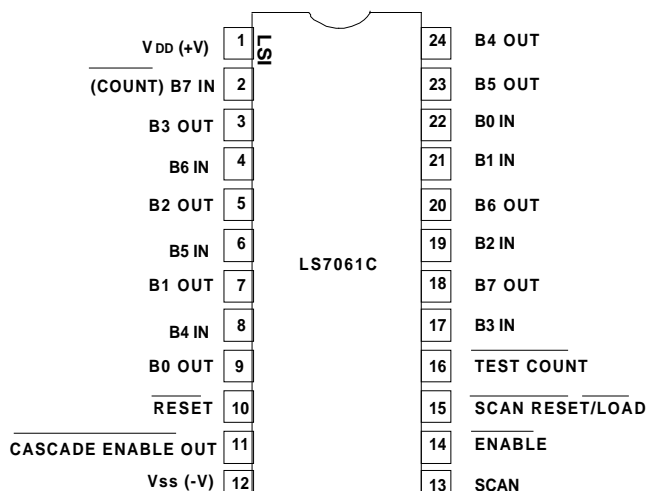 V DD (+V) 1 LSI 24 B4 OUT
(COUNT) B7 IN 2 23 B5 OUT
B3 OUT 3 22 B0 IN
B6 IN 4 21 B1 IN
B2 OUT 5 20 B6 OUT
B5 IN 6 19 B2 IN
LS7061C
B1 OUT 7 18 B7 OUT
B4 IN 8 17 B3 IN
B0 OUT 9 16 TEST COUNT
RESET 10 15 SCAN RESET/LOAD
CASCADE ENABLE OUT 11 14 ENABLE
Vss (-V) 12 13 SCAN